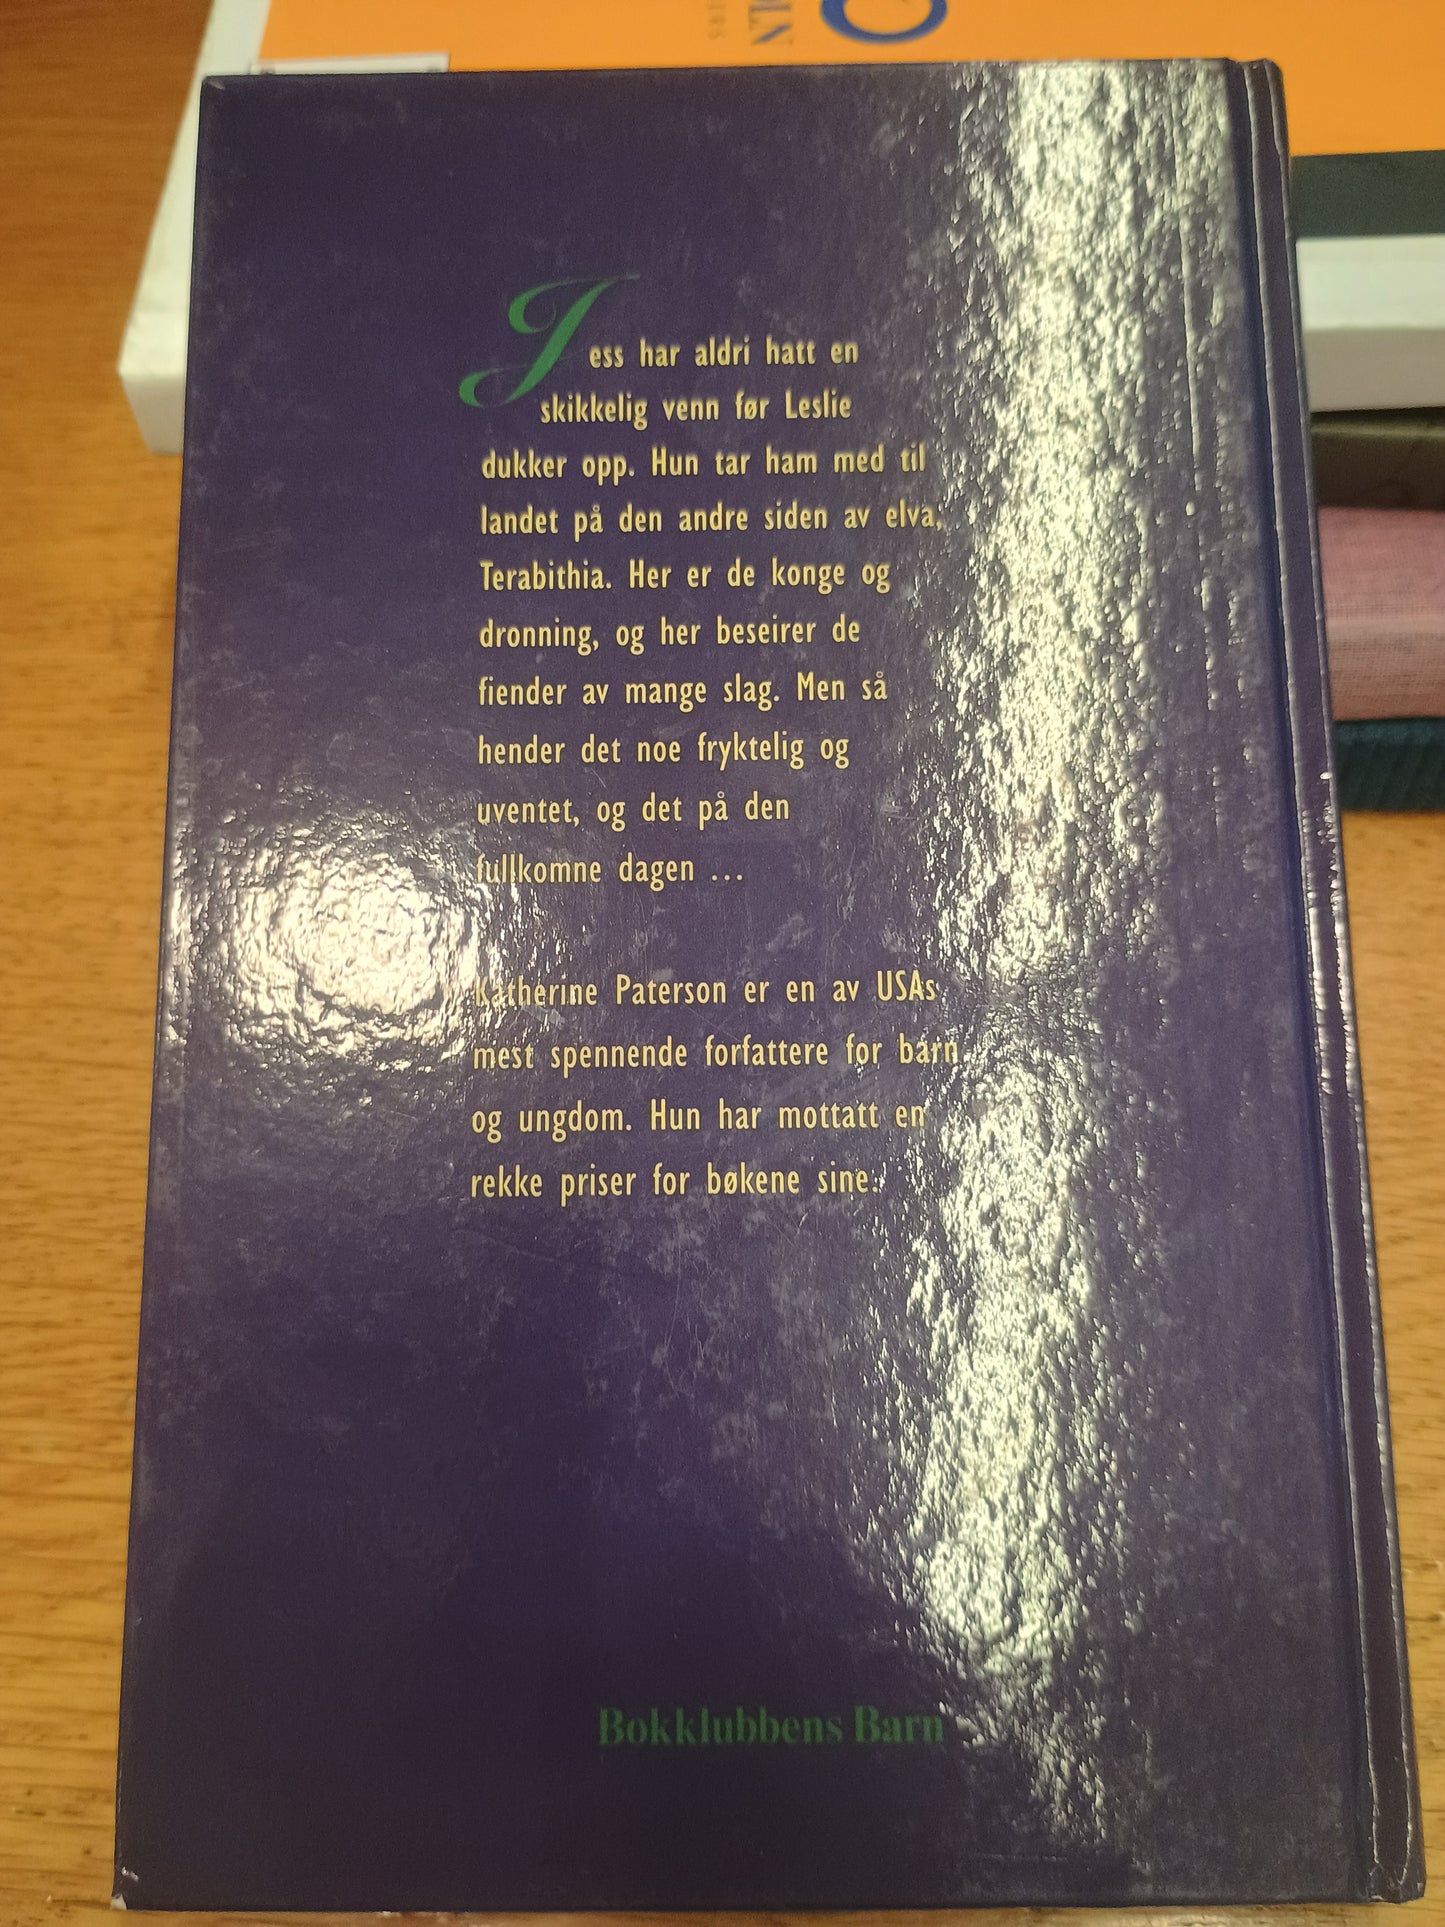 OLN
Jess har aldri hatt en
skikkelig venn før Leslie
dukker opp. Hun tar ham med til
landet på den andre siden av elva,
Terabithia. Her er de konge og
dronning, og her beseirer de
fiender av mange slag. Men så
hender det noe fryktelig og
uventet, og det på den
fullkomne dagen ...
Katherine Paterson er en av USAs
mest spennende forfattere for barn
og ungdom. Hun har mottatt en
rekke priser for bøkene sine.
Bokklubbens Barn